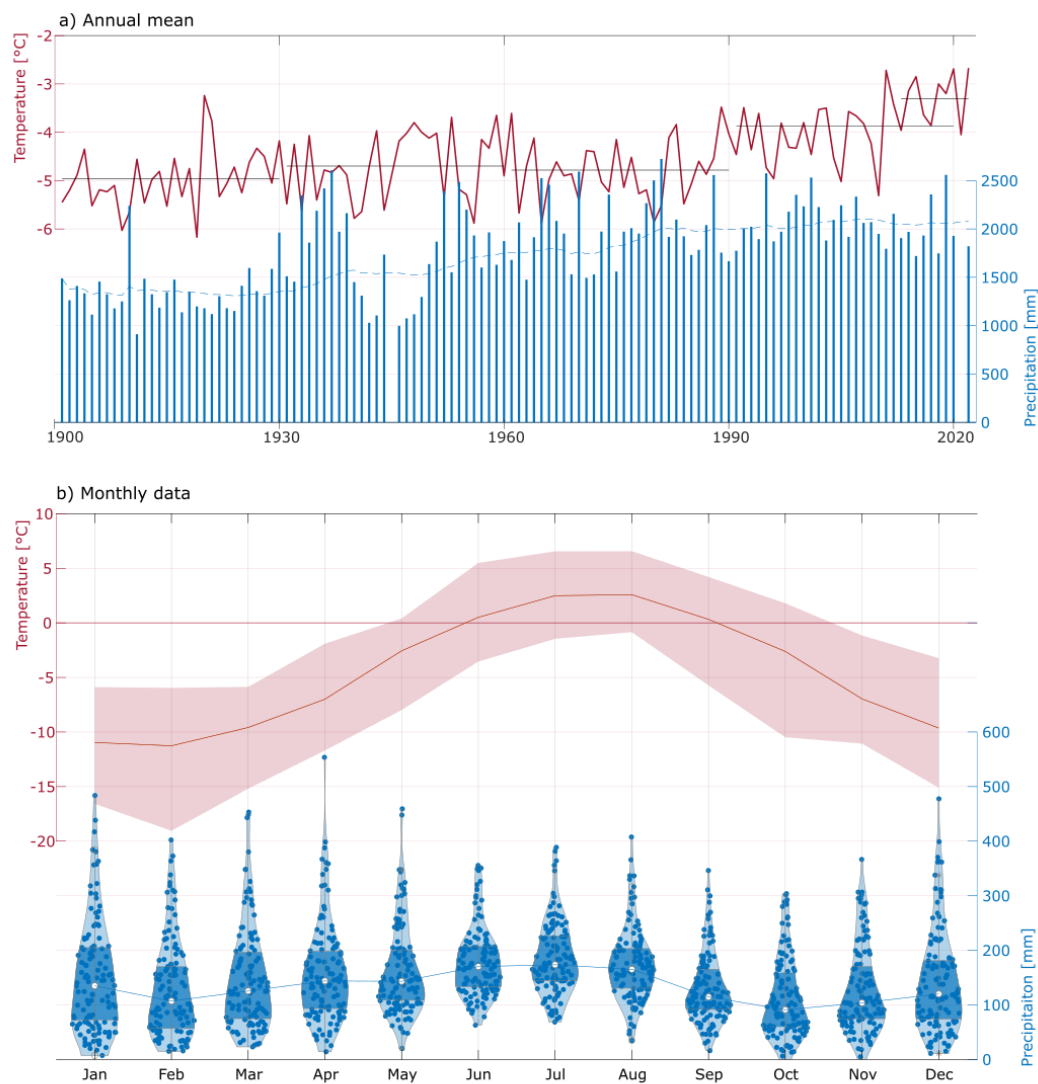 a) Annual mean
Temperature [°C]
-2
-3
-4
-5
-6
2500
2000
1500
1000
500
0
Precipitation [mm]
1900
1930
1960
1990
2020
b) Monthly data
Temperature [°C]
10
5
0
-5
-10
-15
-20
600
500
400
300
200
100
0
Precipitaiton [mm]
Jan
Feb
Mar
Apr
May
Jun
Jul
Aug
Sep
Oct
Nov
Dec